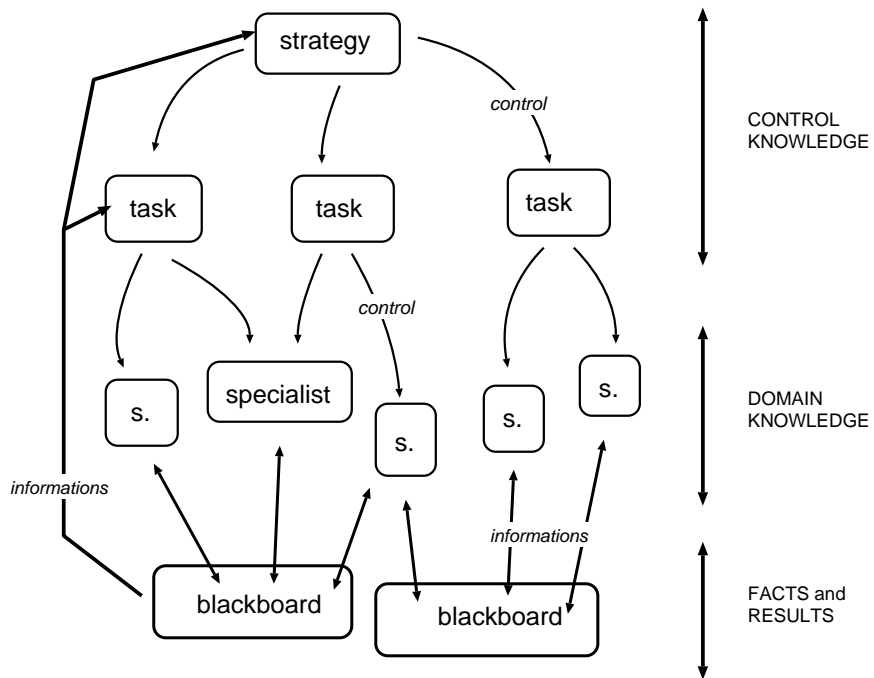 strategy
control
CONTROL
KNOWLEDGE
task
task
task
control
specialist
s.
s.
s.
s.
DOMAIN
KNOWLEDGE
informations
informations
blackboard
blackboard
FACTS and
RESULTS